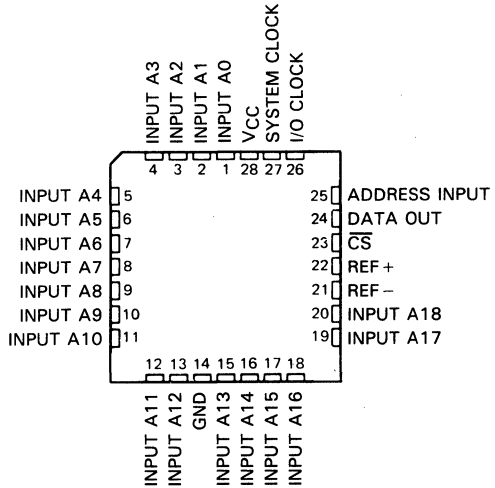 INPUT A3
INPUT A2
INPUT A1
INPUT A0
VCC
SYSTEM CLOCK
I/O CLOCK
4 3 2 1 28 27 26
INPUT A4 5
INPUT A5 6
INPUT A6 7
INPUT A7 8
INPUT A8 9
INPUT A9 10
INPUT A10 11
25 ADDRESS INPUT
24 DATA OUT
23 C̅S̅
22 REF+
21 REF−
20 INPUT A18
19 INPUT A17
12 13 14 15 16 17 18
INPUT A11
INPUT A12
GND
INPUT A13
INPUT A14
INPUT A15
INPUT A16